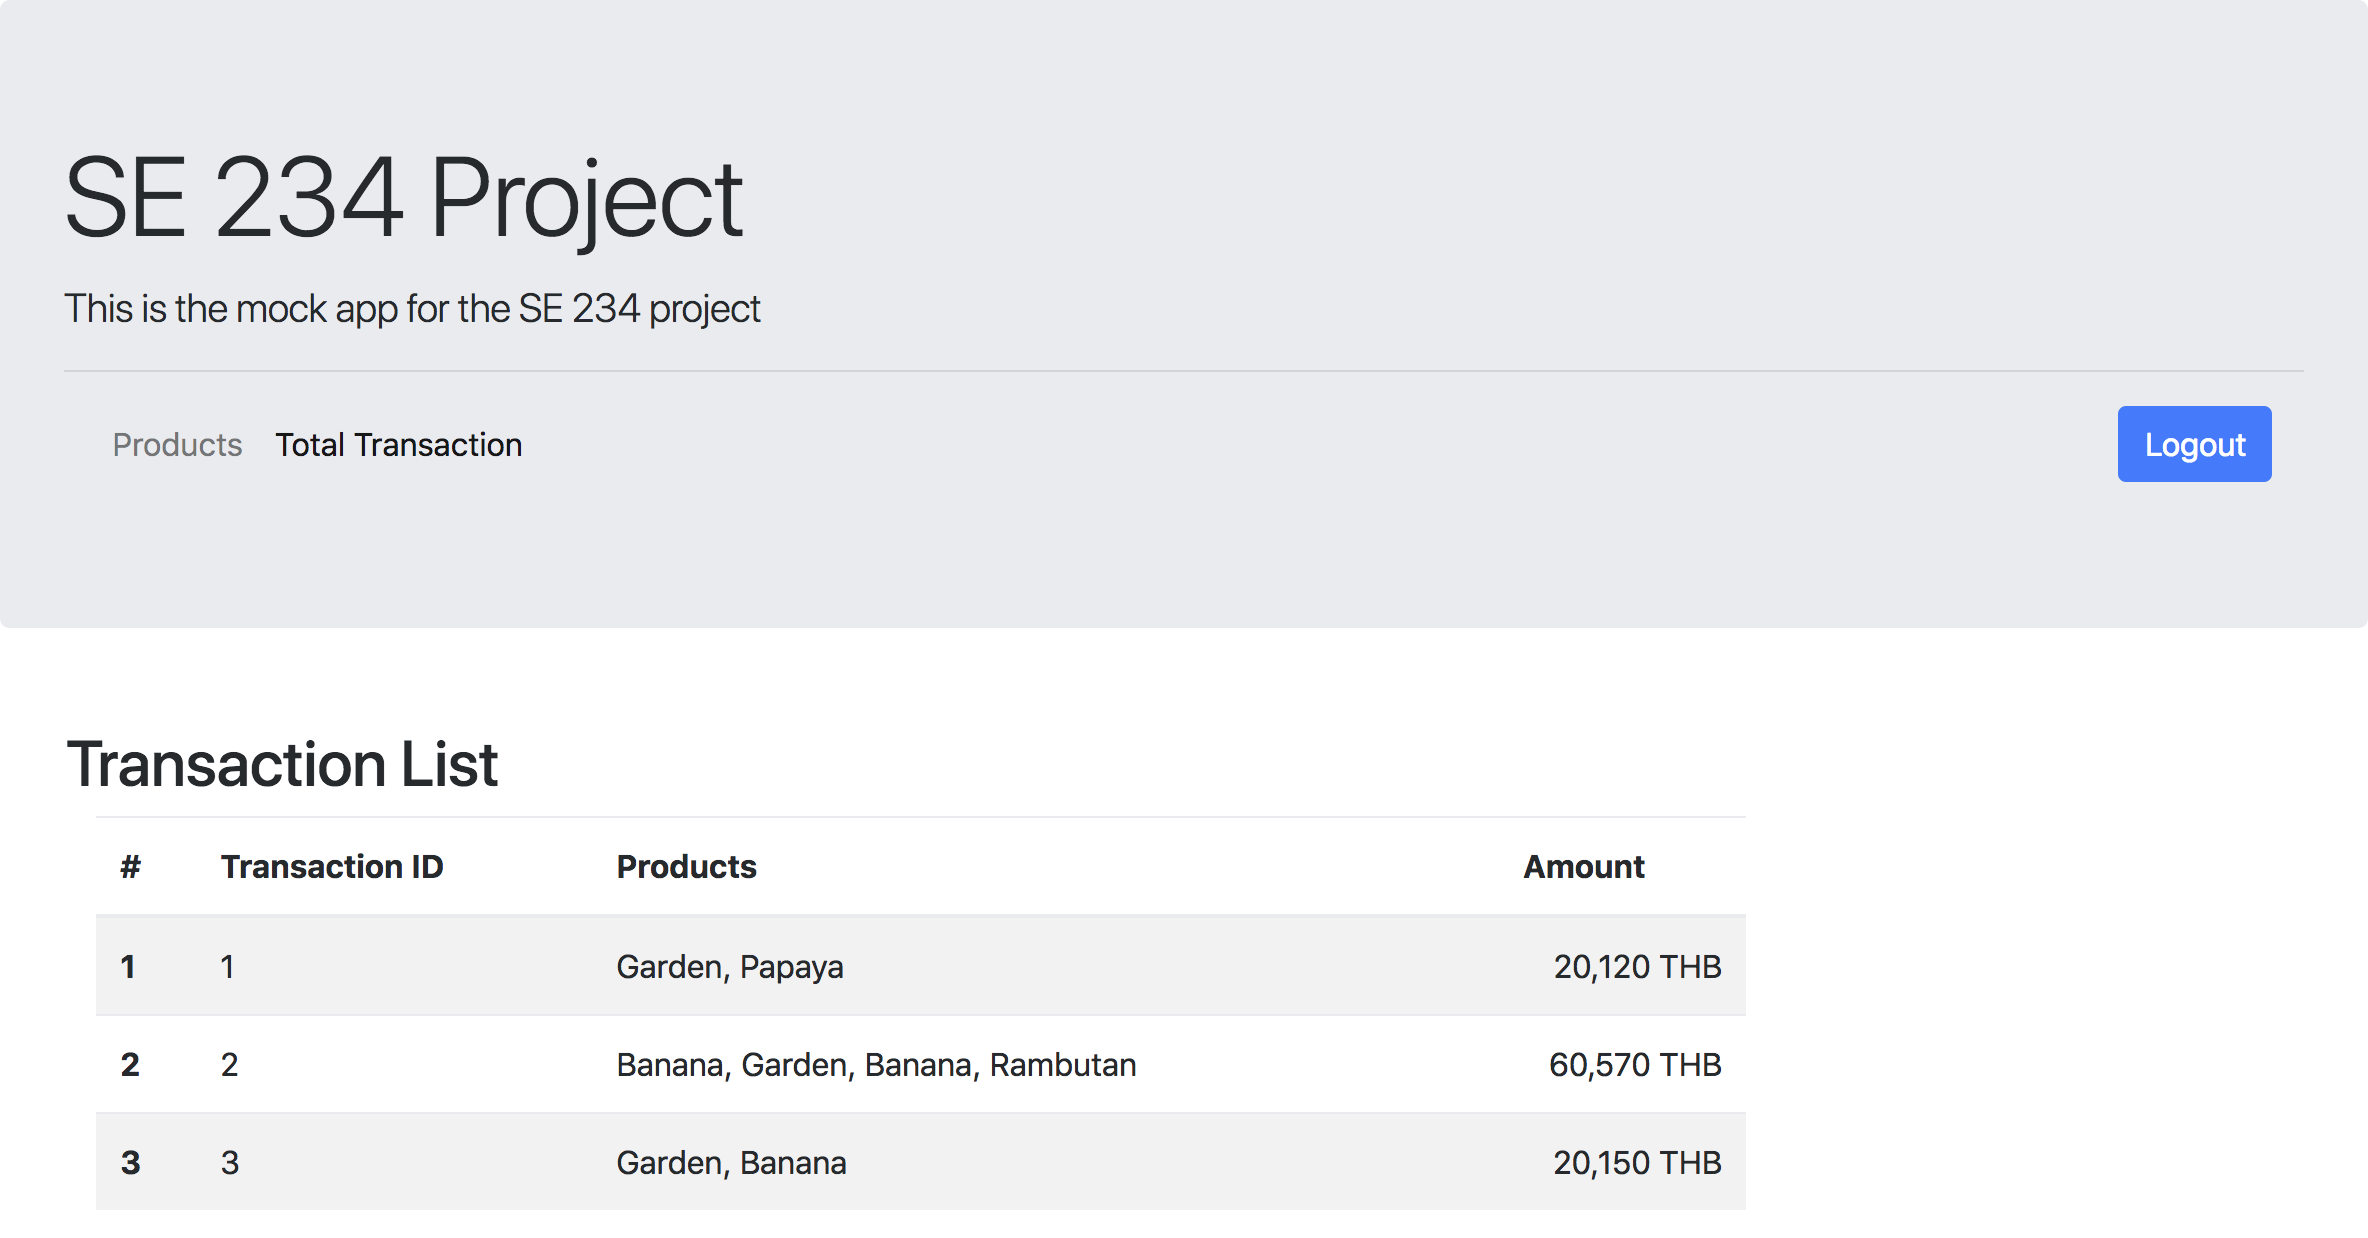 SE 234 Project
This is the mock app for the SE 234 project
Products Total Transaction Logout
Transaction List
# Transaction ID Products Amount
1 1 Garden, Papaya 20,120 THB
2 2 Banana, Garden, Banana, Rambutan 60,570 THB
3 3 Garden, Banana 20,150 THB